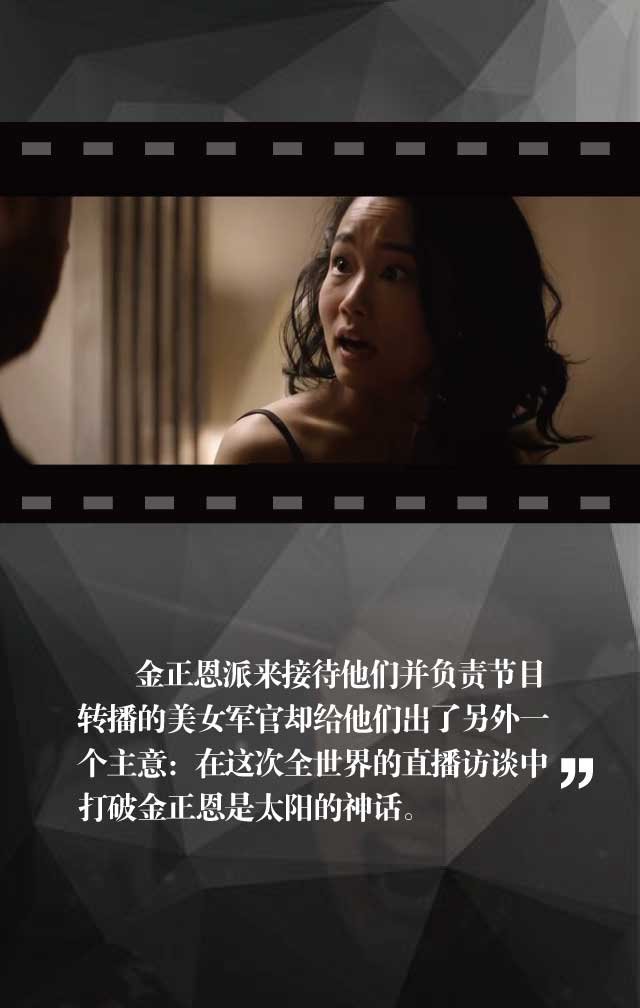 金正恩派来接待他们并负责节目
转播的美女军官却给他们出了另外一
个主意：在这次全世界的直播访谈中
打破金正恩是太阳的神话。”